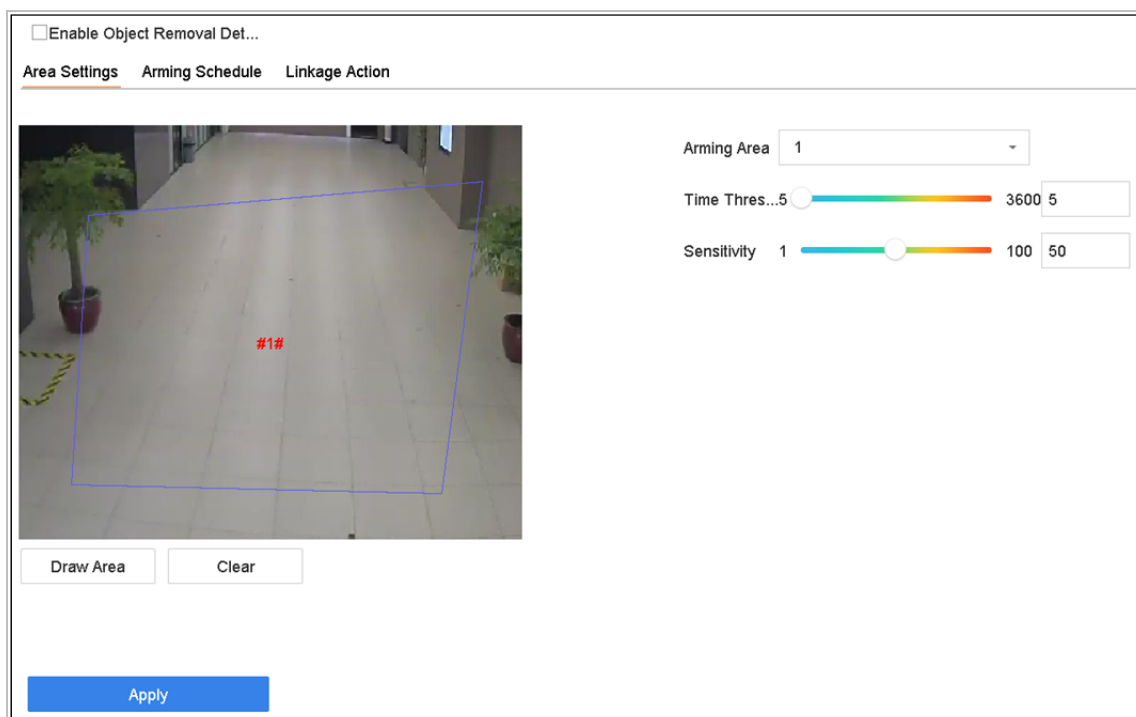 Enable Object Removal Det...
Area Settings Arming Schedule Linkage Action
Arming Area 1
Time Thres...5 3600 5
Sensitivity 1 100 50
#1#
Draw Area Clear
Apply